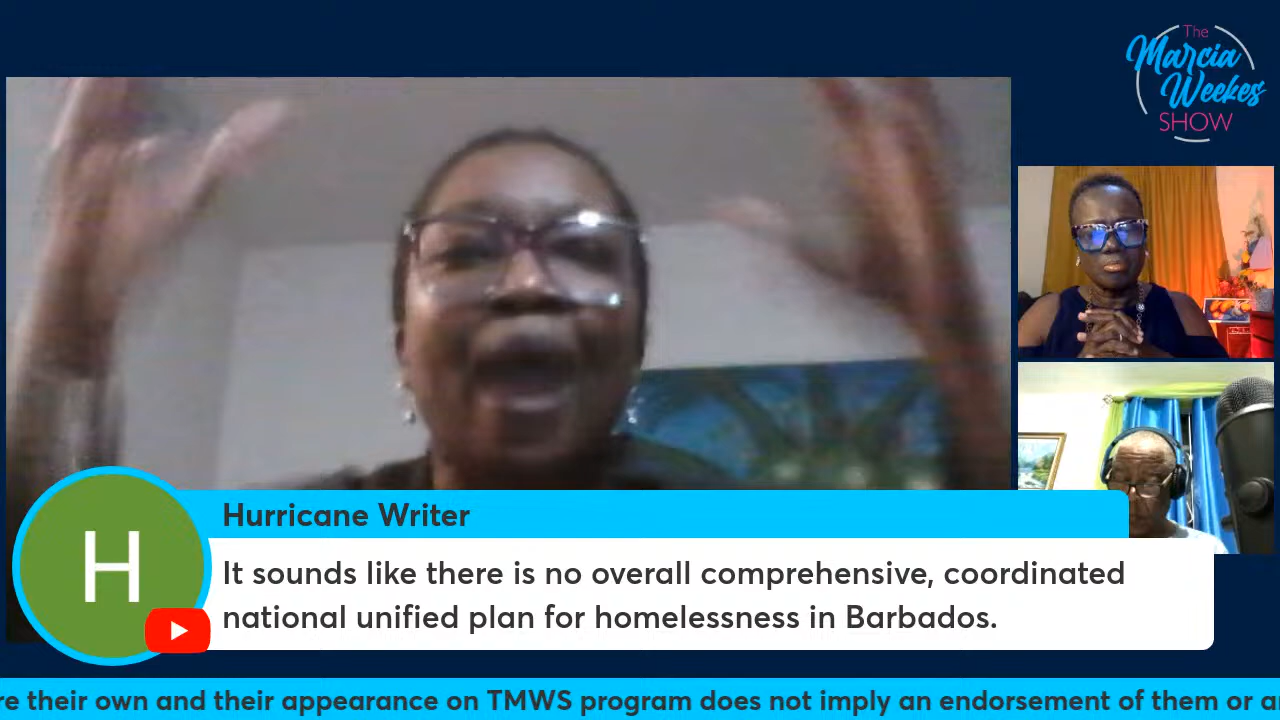 The
Marcia
Weekes
SHOW
H
Hurricane Writer
It sounds like there is no overall comprehensive, coordinated
national unified plan for homelessness in Barbados.
re their own and their appearance on TMWS program does not imply an endorsement of them or a